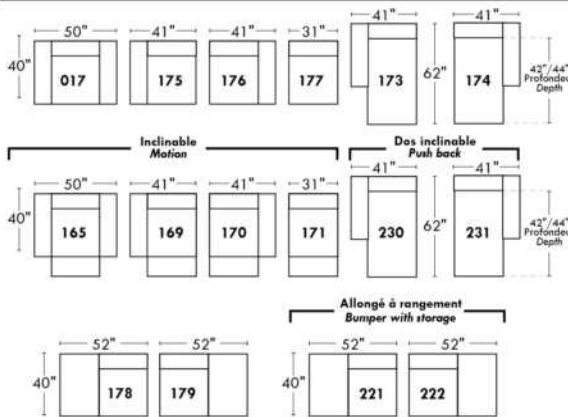 50" 41" 41" 31" 41" 41"
40" 017 175 176 177 173 62" 174 42"/44"
Profondeur
Depth
Inclinable Dos inclinable
Motion Push back
50" 41" 41" 31" 41" 41"
40" 165 169 170 171 230 62" 231 42"/44"
Profondeur
Depth
Allongé à rangement
Bumper with storage
52" 52" 52" 52"
40" 178 179 40" 221 222